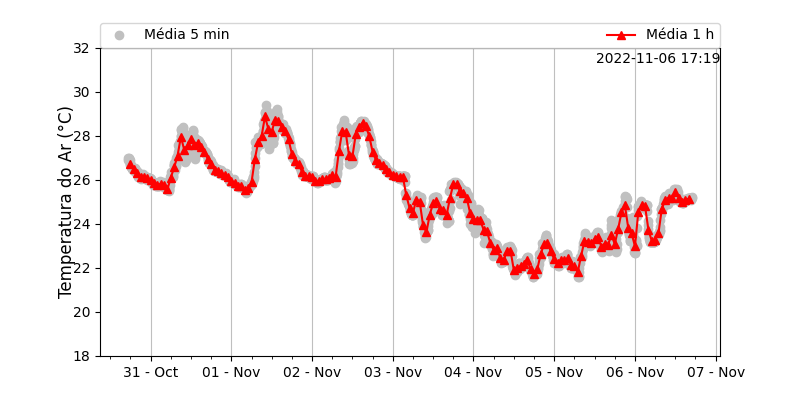 Média 5 min
Média 1 h
2022-11-06 17:19
Temperatura do Ar (°C)
32
30
28
26
24
22
20
18
31 - Oct
01 - Nov
02 - Nov
03 - Nov
04 - Nov
05 - Nov
06 - Nov
07 - Nov